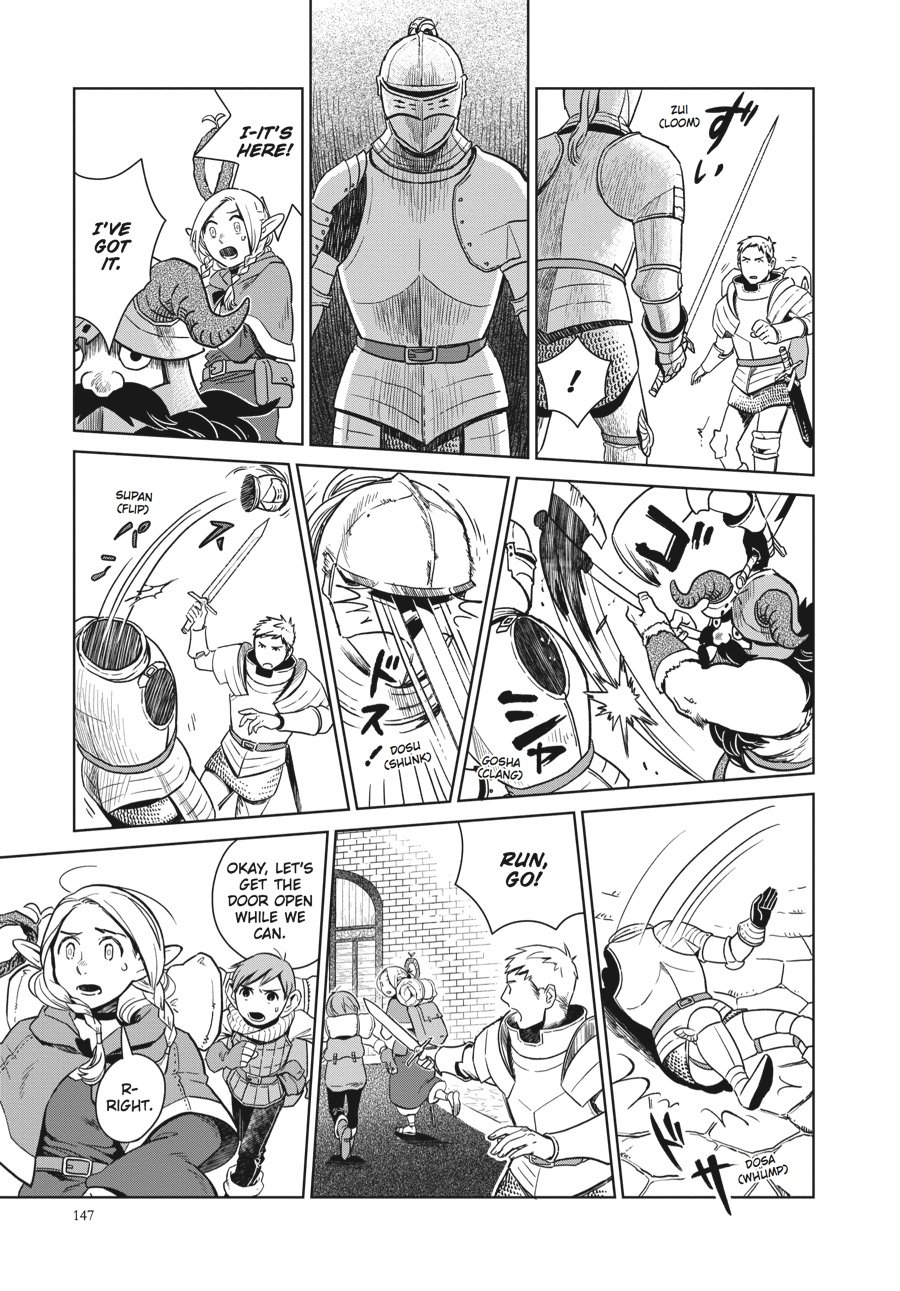 ZUI
(LOOM)
ずい
!
I-IT'S
HERE!
I'VE
GOT
IT.
ゴシャ
GOSHA
(CLANG)
ドス!
DOSU
(SHUNK)
SUPAN
(FLIP)
スパン
DOSA
(WHUMP)
ドサ
RUN,
GO!
OKAY, LET'S
GET THE
DOOR OPEN
WHILE WE
CAN.
R-
RIGHT.
147